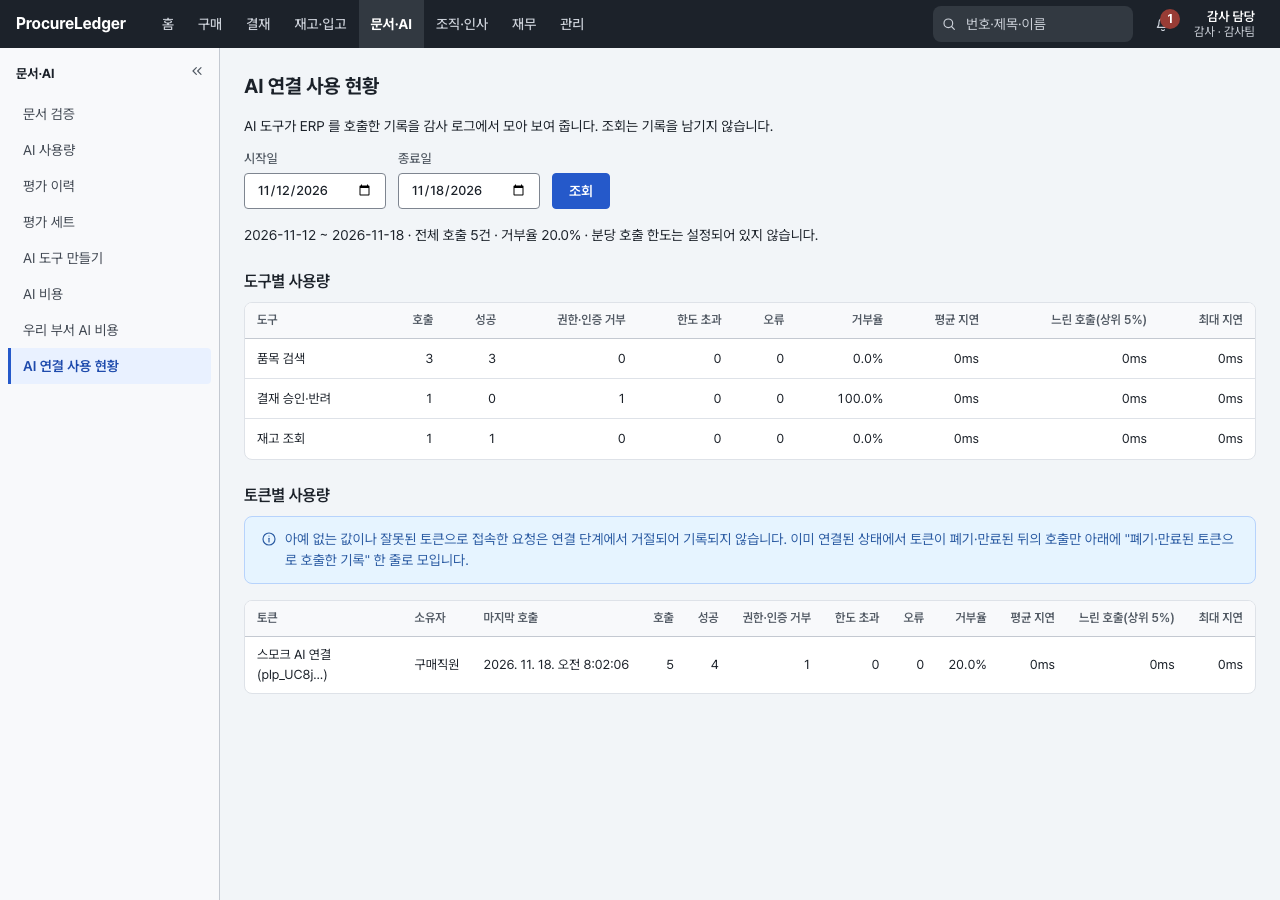 ProcureLedger 홈 구매 결재 재고·입고 문서·AI 조직·인사 재무 관리 번호·제목·이름 1 감사 담당
감사 · 감사팀
문서·AI
문서 검증
AI 사용량
평가 이력
평가 세트
AI 도구 만들기
AI 비용
우리 부서 AI 비용
AI 연결 사용 현황
AI 연결 사용 현황
AI 도구가 ERP 를 호출한 기록을 감사 로그에서 모아 보여 줍니다. 조회는 기록을 남기지 않습니다.
시작일 종료일
11/12/2026 11/18/2026 조회
2026-11-12 ~ 2026-11-18 · 전체 호출 5건 · 거부율 20.0% · 분당 호출 한도는 설정되어 있지 않습니다.
도구별 사용량
도구 호출 성공 권한·인증 거부 한도 초과 오류 거부율 평균 지연 느린 호출(상위 5%) 최대 지연
품목 검색 3 3 0 0 0 0.0% 0ms 0ms 0ms
결재 승인·반려 1 0 1 0 0 100.0% 0ms 0ms 0ms
재고 조회 1 1 0 0 0 0.0% 0ms 0ms 0ms
토큰별 사용량
아예 없는 값이나 잘못된 토큰으로 접속한 요청은 연결 단계에서 거절되어 기록되지 않습니다. 이미 연결된 상태에서 토큰이 폐기·만료된 뒤의 호출만 아래에 "폐기·만료된 토큰으
로 호출한 기록" 한 줄로 모입니다.
토큰 소유자 마지막 호출 호출 성공 권한·인증 거부 한도 초과 오류 거부율 평균 지연 느린 호출(상위 5%) 최대 지연
스모크 AI 연결
(plp_UC8j…) 구매직원 2026. 11. 18. 오전 8:02:06 5 4 1 0 0 20.0% 0ms 0ms 0ms